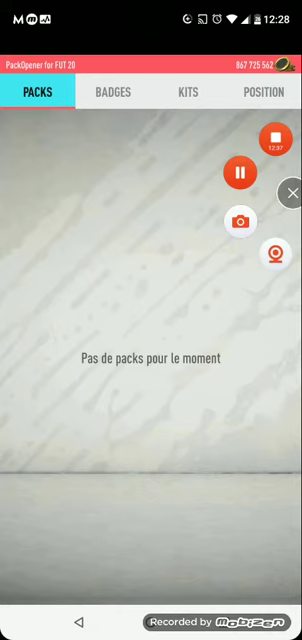 12:28
PackOpener for FUT 20
867 725 562
PACKS
BADGES
KITS
POSITION
12:37
Pas de packs pour le moment
Recorded by mobizen